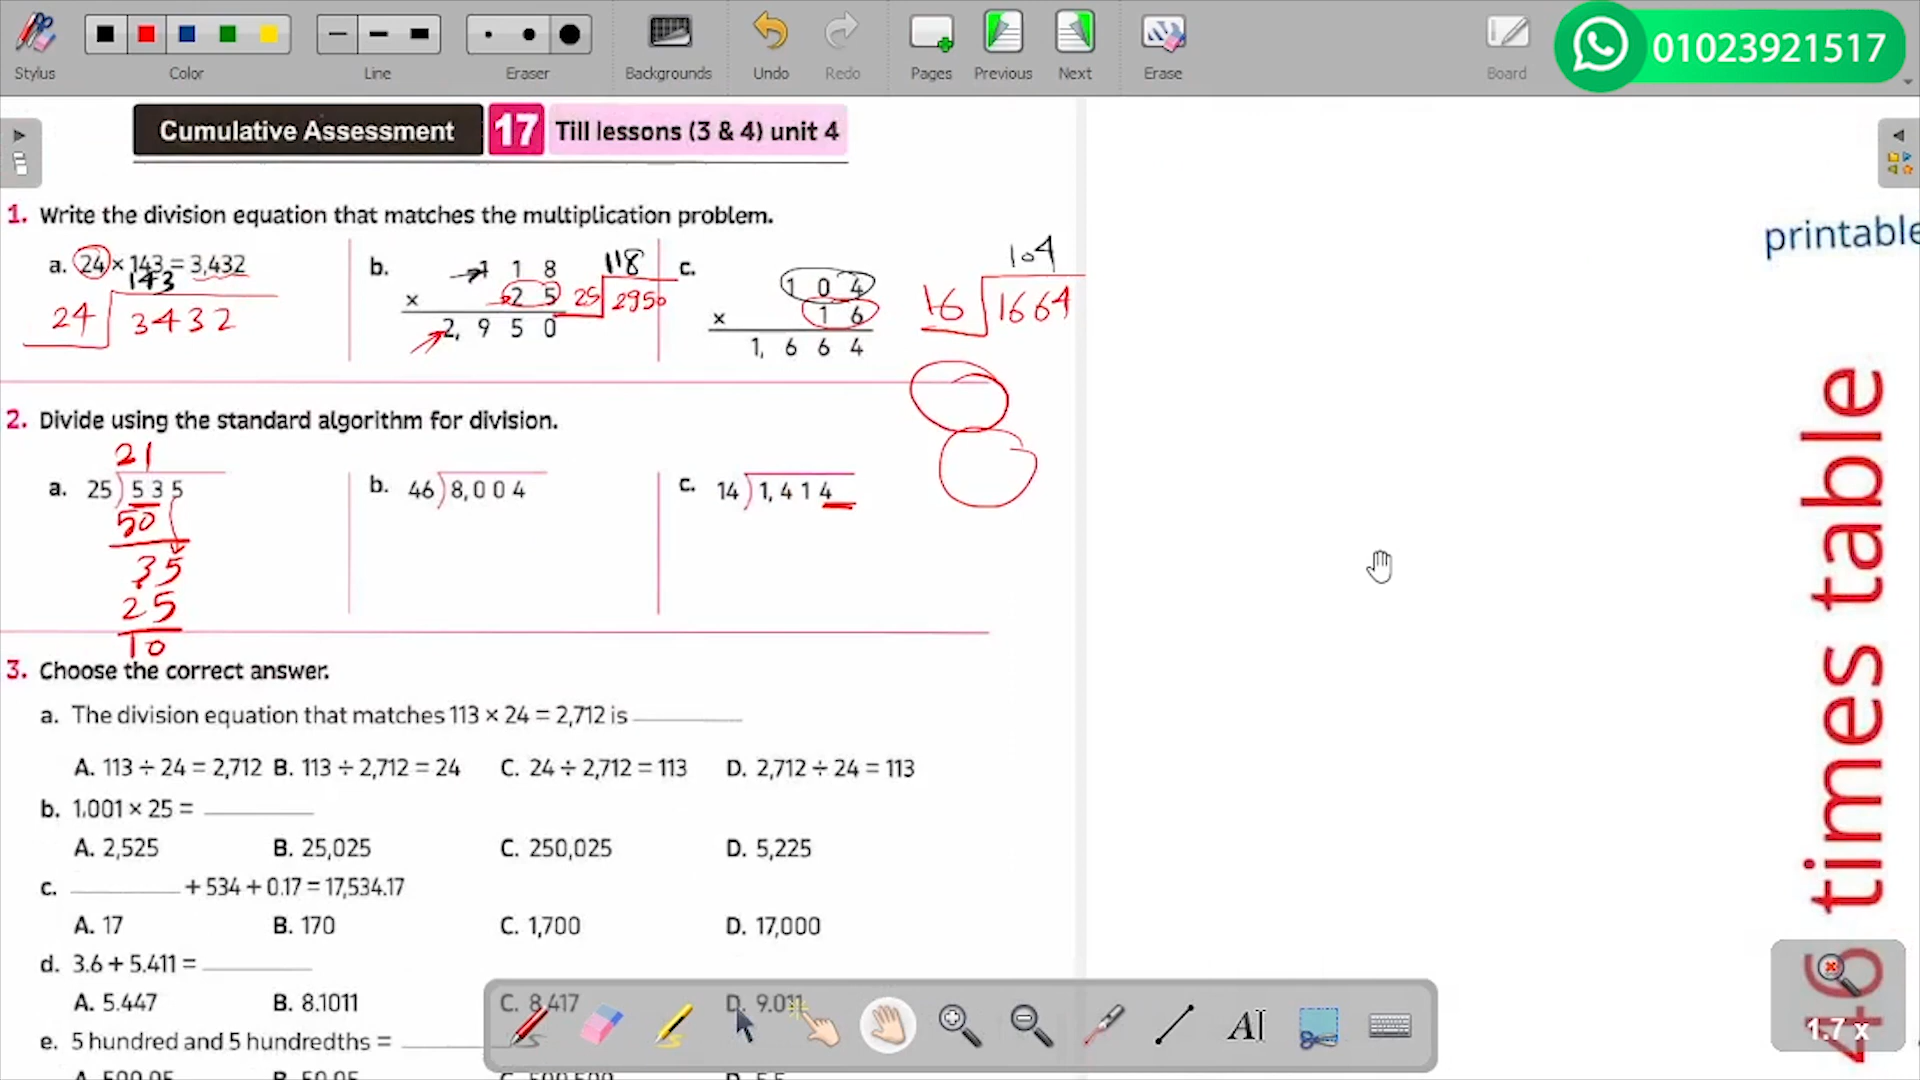 Stylus Color Line Eraser Backgrounds Undo Redo Pages Previous Next Erase Board
01023921517
Cumulative Assessment 17 Till lessons (3 & 4) unit 4
printable
46 times table
1. Write the division equation that matches the multiplication problem.
a. 24 × 143 = 3,432
143
24 3432
b. 1 1 8
× 2 5
2, 9 5 0
118
25 2950
c. 1 0 4
× 1 6
1, 6 6 4
104
16 1664
2. Divide using the standard algorithm for division.
21
a. 25 5 3 5
50
35
25
10
b. 46 8, 0 0 4
c. 14 1, 4 1 4
3. Choose the correct answer.
a. The division equation that matches 113 × 24 = 2,712 is
A. 113 ÷ 24 = 2,712 B. 113 ÷ 2,712 = 24 C. 24 ÷ 2,712 = 113 D. 2,712 ÷ 24 = 113
b. 1,001 × 25 =
A. 2,525 B. 25,025 C. 250,025 D. 5,225
c. + 534 + 0.17 = 17,534.17
A. 17 B. 170 C. 1,700 D. 17,000
d. 3.6 + 5.411 =
A. 5.447 B. 8.1011 C. 8.417 D. 9.011
e. 5 hundred and 5 hundredths =
1.7 x